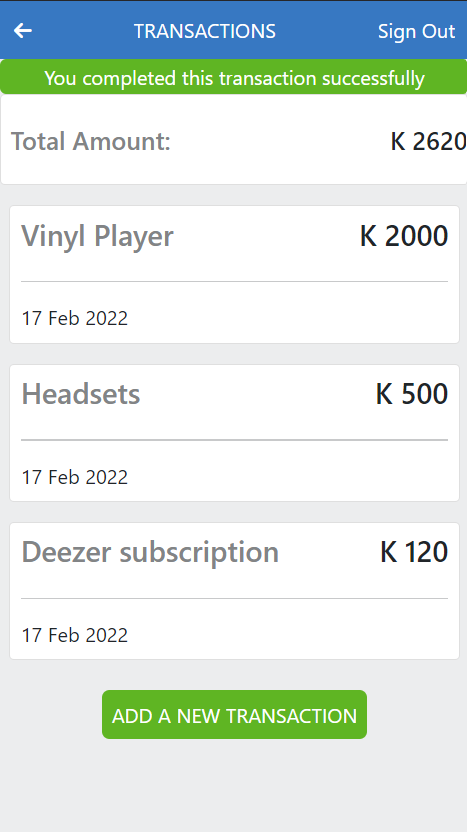 TRANSACTIONS Sign Out
You completed this transaction successfully
Total Amount: K 2620
Vinyl Player K 2000
17 Feb 2022
Headsets K 500
17 Feb 2022
Deezer subscription K 120
17 Feb 2022
ADD A NEW TRANSACTION